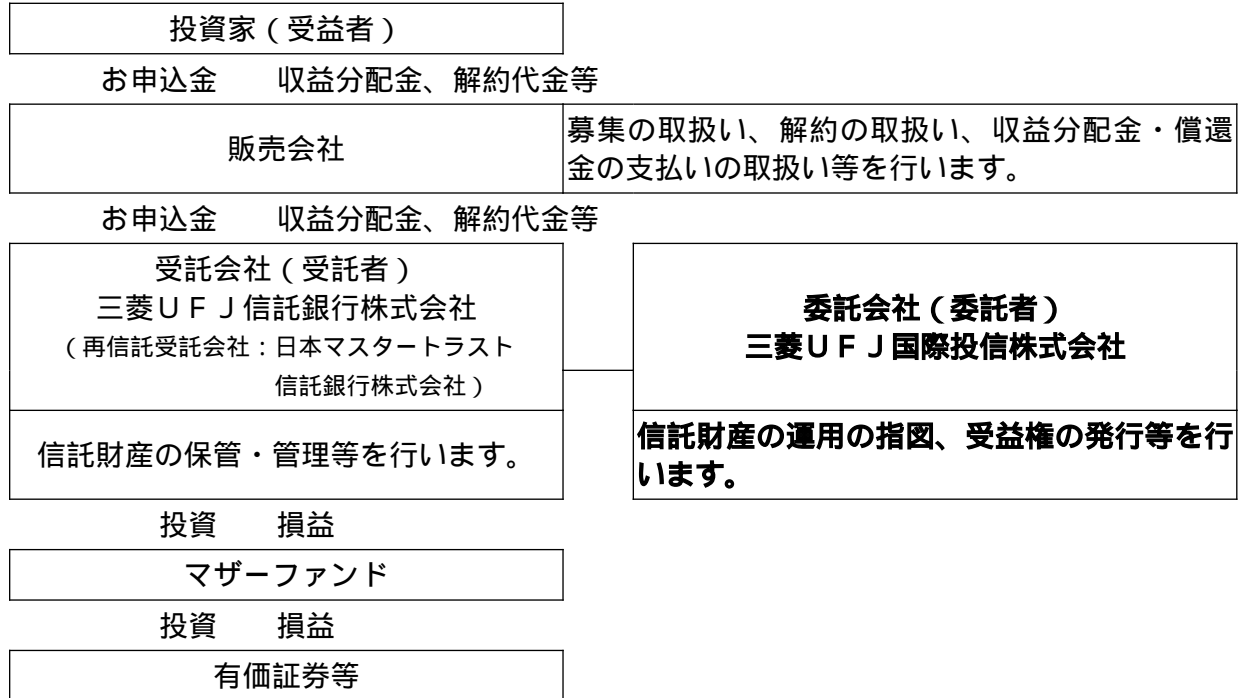 投資家（受益者）
お申込金　　収益分配金、解約代金等
販売会社
募集の取扱い、解約の取扱い、収益分配金・償還
金の支払いの取扱い等を行います。
お申込金　　収益分配金、解約代金等
受託会社（受託者）
三菱ＵＦＪ信託銀行株式会社
（再信託受託会社：日本マスタートラスト
信託銀行株式会社）
委託会社（委託者）
三菱ＵＦＪ国際投信株式会社
信託財産の保管・管理等を行います。
信託財産の運用の指図、受益権の発行等を行
います。
投資　　損益
マザーファンド
投資　　損益
有価証券等